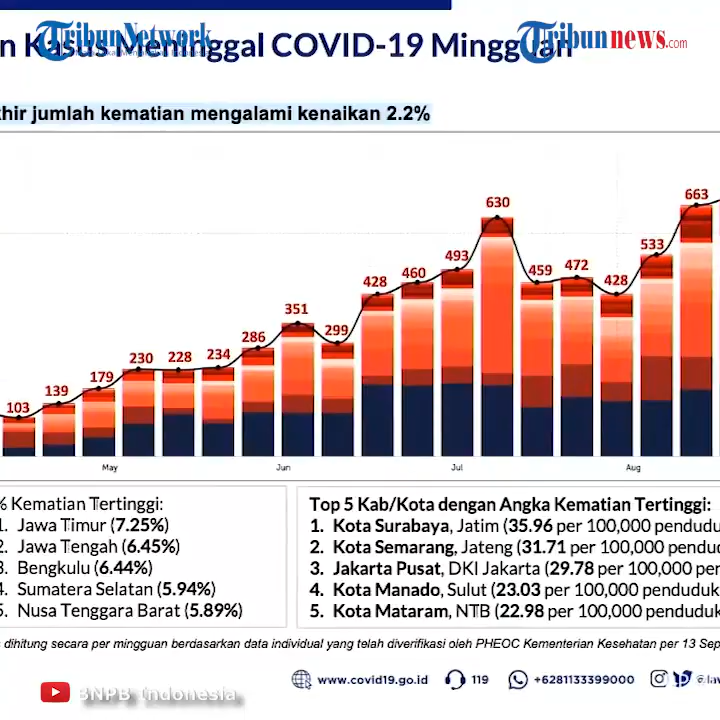 TribunNetwork
Tribunnews.com
n Kasus Meninggal COVID-19 Mingguan
hir jumlah kematian mengalami kenaikan 2.2%
103 139 179 230 228 234 286 351 299 428 460 493 630 459 472 428 533 663
May Jun Jul Aug
% Kematian Tertinggi:
1. Jawa Timur (7.25%)
2. Jawa Tengah (6.45%)
3. Bengkulu (6.44%)
4. Sumatera Selatan (5.94%)
5. Nusa Tenggara Barat (5.89%)
Top 5 Kab/Kota dengan Angka Kematian Tertinggi:
1. Kota Surabaya, Jatim (35.96 per 100,000 pendudu
2. Kota Semarang, Jateng (31.71 per 100,000 pendu
3. Jakarta Pusat, DKI Jakarta (29.78 per 100,000 pen
4. Kota Manado, Sulut (23.03 per 100,000 penduduk
5. Kota Mataram, NTB (22.98 per 100,000 penduduk
dihitung secara per mingguan berdasarkan data individual yang telah diverifikasi oleh PHEOC Kementerian Kesehatan per 13 Sep
www.covid19.go.id 119 +6281133399000 @law
BNPB Indonesia